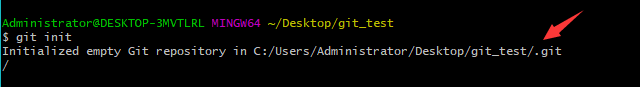 Administrator@DESKTOP-3MVTLRL MINGW64 ~/Desktop/git_test
$ git init
Initialized empty Git repository in C:/Users/Administrator/Desktop/git_test/.git
/